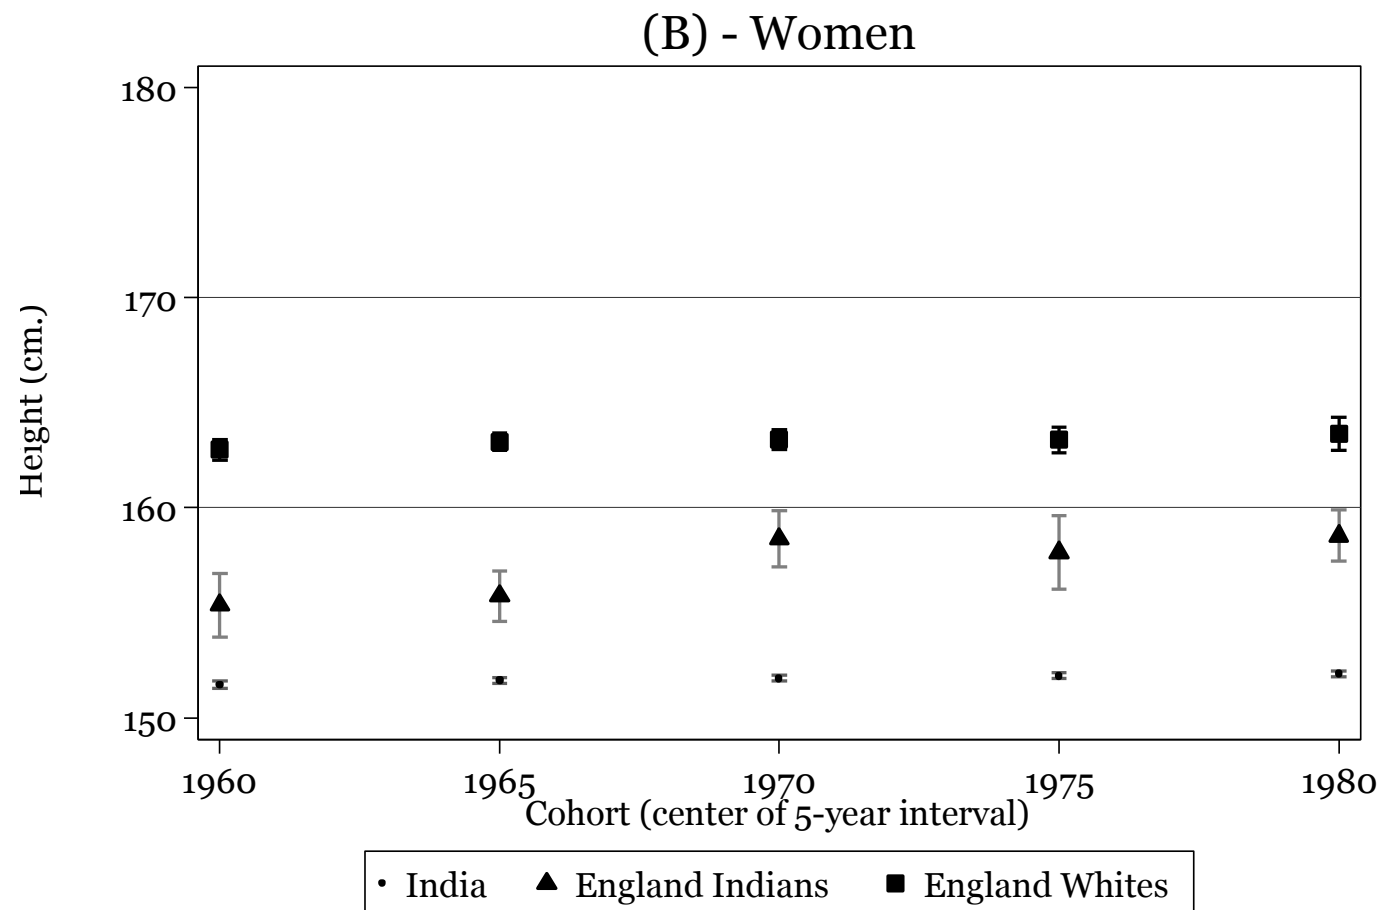 (B) - Women
180
170
160
150
Height (cm.)
1960 1965 1970 1975 1980
Cohort (center of 5-year interval)
India England Indians England Whites